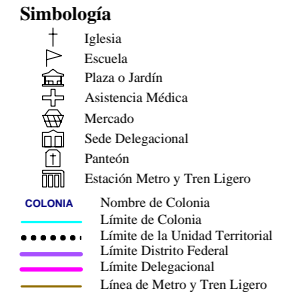 Simbología
Iglesia
Escuela
Plaza o Jardín
Asistencia Médica
Mercado
Sede Delegacional
Panteón
Estación Metro y Tren Ligero
COLONIA Nombre de Colonia
Límite de Colonia
Límite de la Unidad Territorial
Límite Distrito Federal
Límite Delegacional
Línea de Metro y Tren Ligero